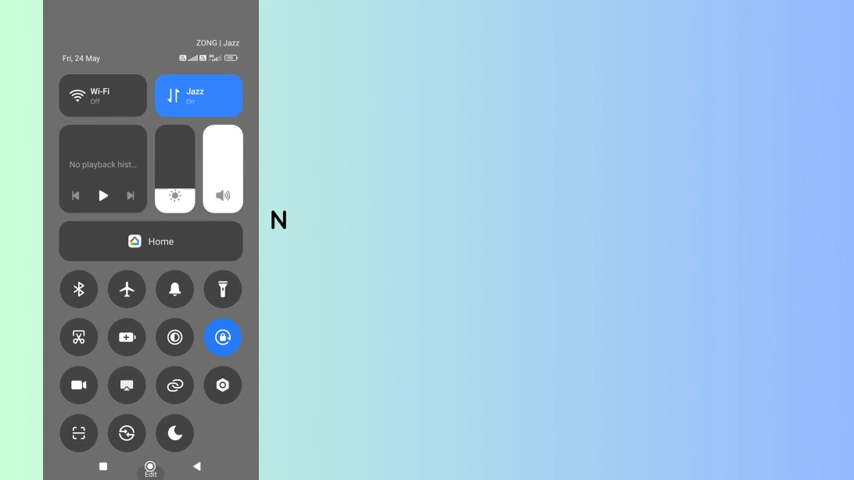 ZONG | Jazz
Fri, 24 May
Wi-Fi
Off
Jazz
On
No playback hist...
Home
N
Edit